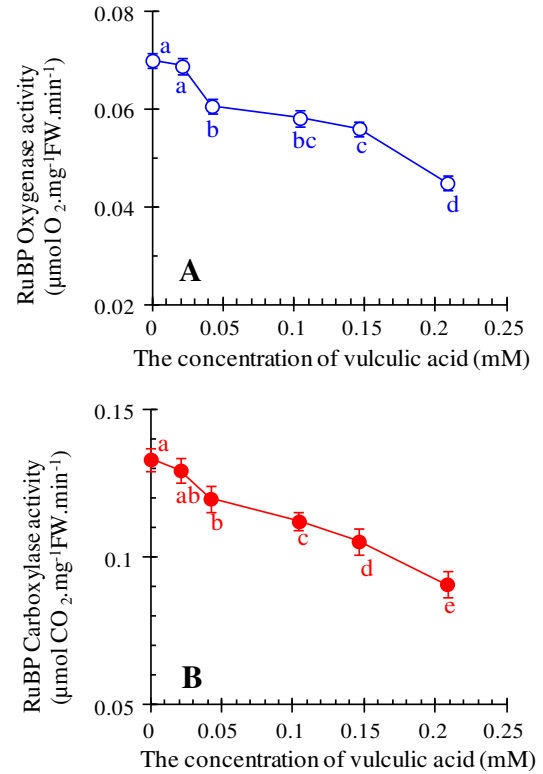 RuBP Oxygenase activity
(µmol O₂.mg⁻¹FW.min⁻¹)
0.08
0.06
0.04
0.02
a
a
b
bc
c
d
A
0 0.05 0.1 0.15 0.2 0.25
The concentration of vulculic acid (mM)
RuBP Carboxylase activity
(µmol CO₂.mg⁻¹FW.min⁻¹)
0.15
0.1
0.05
a
ab
b
c
d
e
B
0 0.05 0.1 0.15 0.2 0.25
The concentration of vulculic acid (mM)